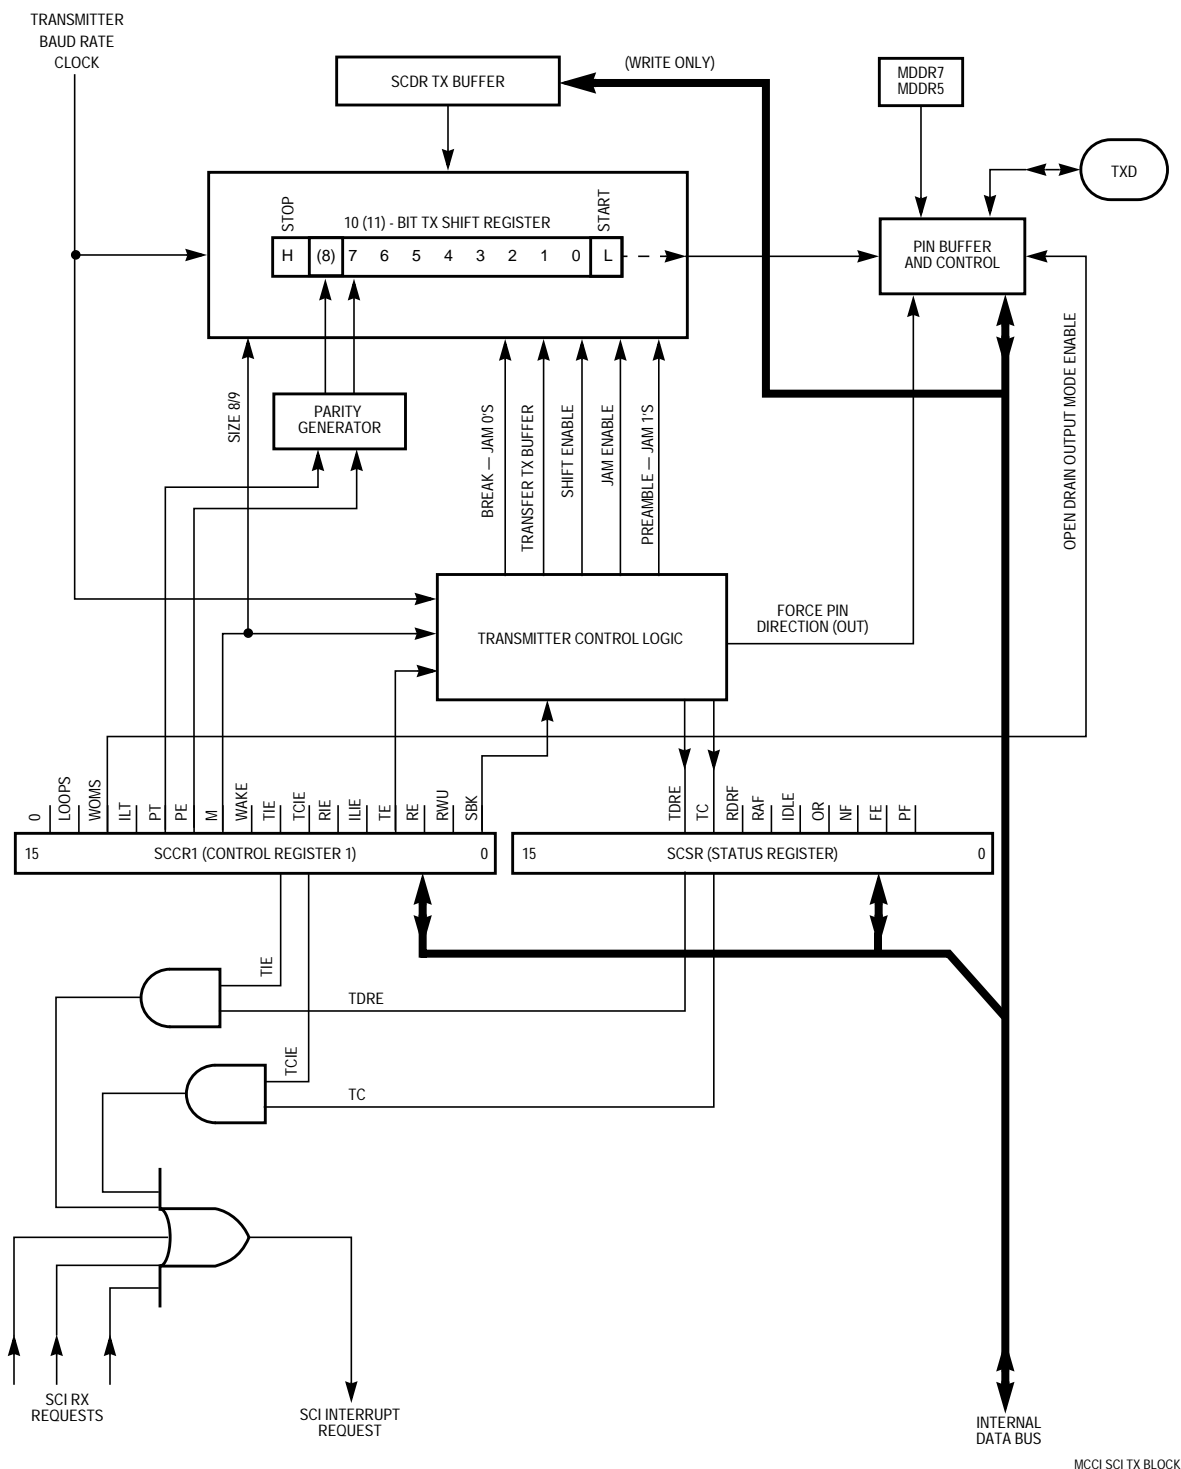 TRANSMITTER
BAUD RATE
CLOCK
SCDR TX BUFFER
(WRITE ONLY)
MDDR7
MDDR5
TXD
STOP
10 (11) - BIT TX SHIFT REGISTER
START
H (8) 7 6 5 4 3 2 1 0 L
PIN BUFFER
AND CONTROL
SIZE 8/9
PARITY
GENERATOR
BREAK — JAM 0'S
TRANSFER TX BUFFER
SHIFT ENABLE
JAM ENABLE
PREAMBLE — JAM 1'S
OPEN DRAIN OUTPUT MODE ENABLE
TRANSMITTER CONTROL LOGIC
FORCE PIN
DIRECTION (OUT)
0
LOOPS
WOMS
ILT
PT
PE
M
WAKE
TIE
TCIE
RIE
ILIE
TE
RE
RWU
SBK
TDRE
TC
RDRF
RAF
IDLE
OR
NF
FE
PF
15 SCCR1 (CONTROL REGISTER 1) 0
15 SCSR (STATUS REGISTER) 0
TIE
TDRE
TCIE
TC
SCI RX
REQUESTS
SCI INTERRUPT
REQUEST
INTERNAL
DATA BUS
MCCI SCI TX BLOCK